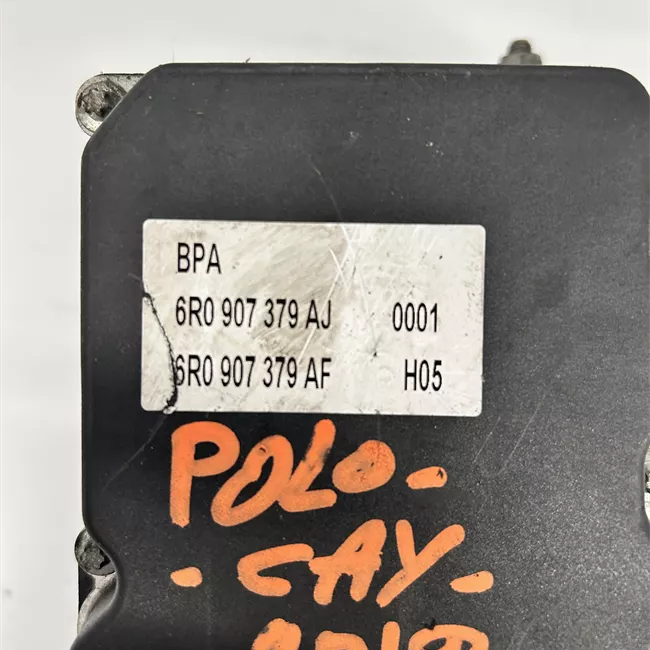 BPA
6R0 907 379 AJ 0001
6R0 907 379 AF H05
POLO-
-CAY-